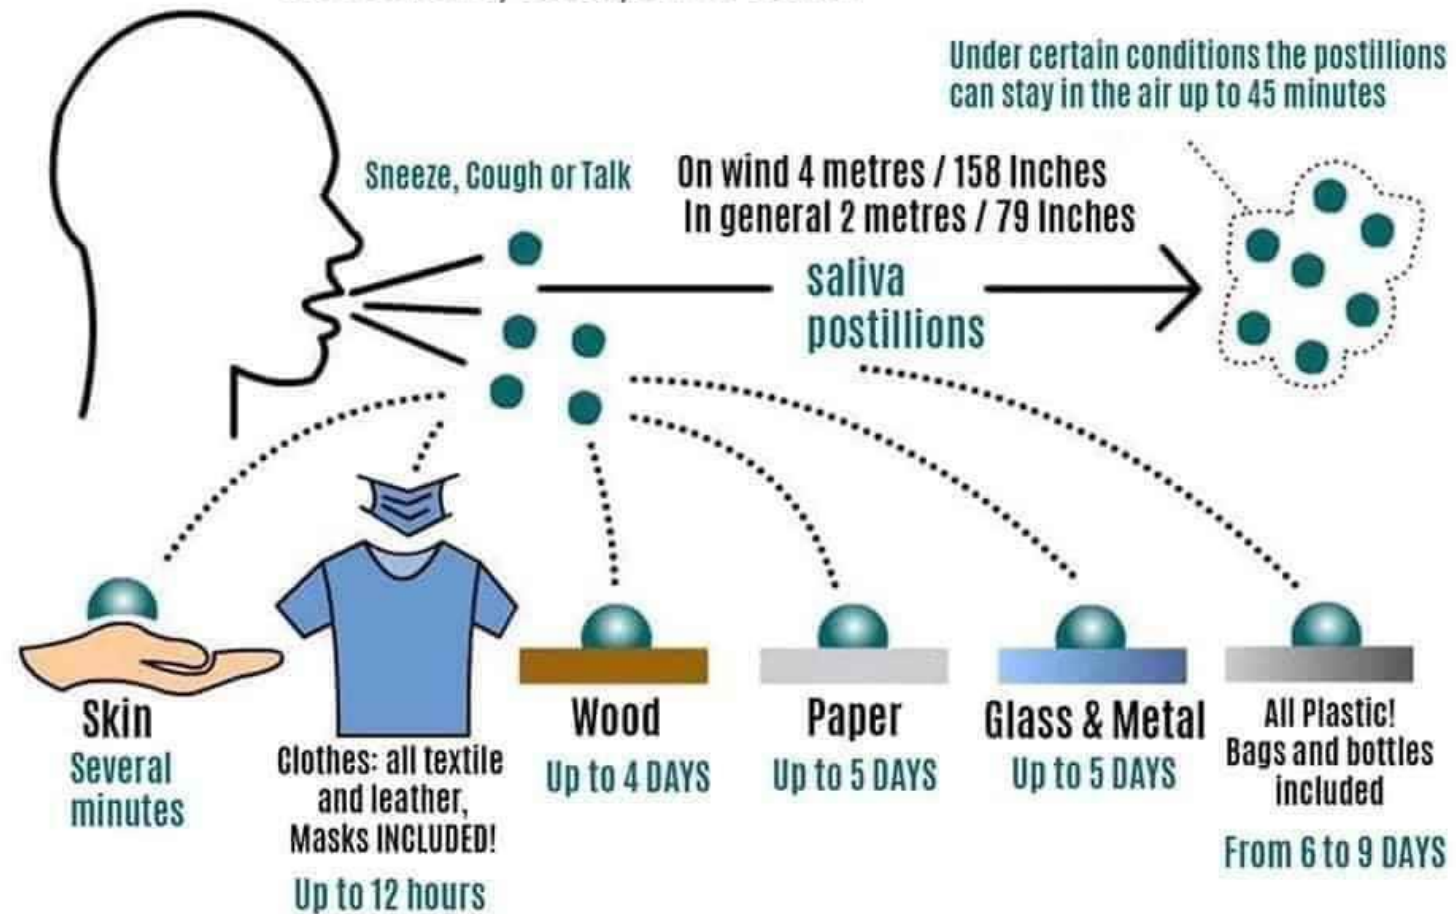 Under certain conditions the postillions
can stay in the air up to 45 minutes
Sneeze, Cough or Talk
On wind 4 metres / 158 Inches
In general 2 metres / 79 Inches
saliva
postillions
Skin
Several
minutes
Clothes: all textile
and leather,
Masks INCLUDED!
Up to 12 hours
Wood
Up to 4 DAYS
Paper
Up to 5 DAYS
Glass & Metal
Up to 5 DAYS
All Plastic!
Bags and bottles
included
From 6 to 9 DAYS